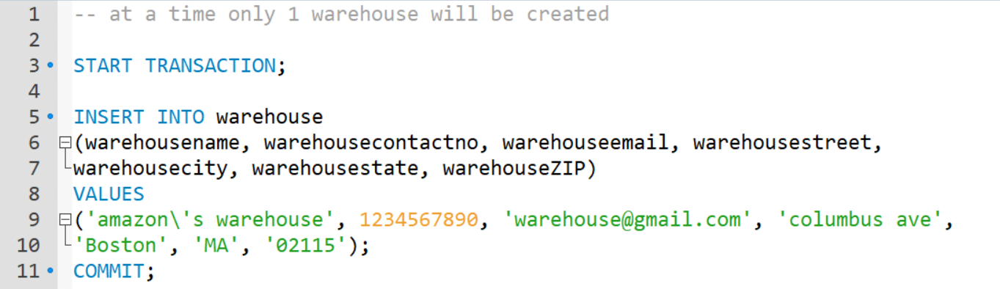 1 -- at a time only 1 warehouse will be created
2
3 START TRANSACTION;
4
5 INSERT INTO warehouse
6 (warehousename, warehousecontactno, warehouseemail, warehousestreet,
7 warehousecity, warehousestate, warehouseZIP)
8 VALUES
9 ('amazon\'s warehouse', 1234567890, 'warehouse@gmail.com', 'columbus ave',
10 'Boston', 'MA', '02115');
11 COMMIT;